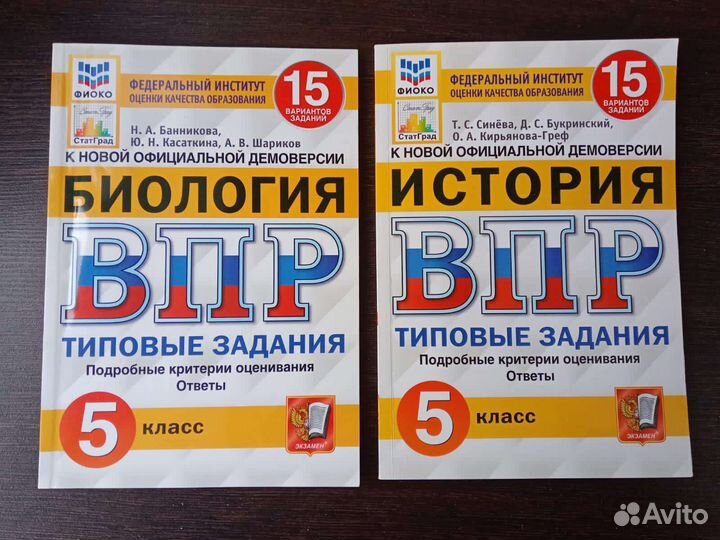 ФИОКО
СтатГрад
ФЕДЕРАЛЬНЫЙ ИНСТИТУТ
ОЦЕНКИ КАЧЕСТВА ОБРАЗОВАНИЯ
15
ВАРИАНТОВ
ЗАДАНИЙ
Н. А. Банникова,
Ю. Н. Касаткина, А. В. Шариков
К НОВОЙ ОФИЦИАЛЬНОЙ ДЕМОВЕРСИИ
БИОЛОГИЯ
ВПР
ТИПОВЫЕ ЗАДАНИЯ
Подробные критерии оценивания
Ответы
5 класс
ЭКЗАМЕН
ФИОКО
СтатГрад
ФЕДЕРАЛЬНЫЙ ИНСТИТУТ
ОЦЕНКИ КАЧЕСТВА ОБРАЗОВАНИЯ
15
ВАРИАНТОВ
ЗАДАНИЙ
Т. С. Синёва, Д. С. Букринский,
О. А. Кирьянова-Греф
К НОВОЙ ОФИЦИАЛЬНОЙ ДЕМОВЕРСИИ
ИСТОРИЯ
ВПР
ТИПОВЫЕ ЗАДАНИЯ
Подробные критерии оценивания
Ответы
5 класс
ЭКЗАМЕН
Avito